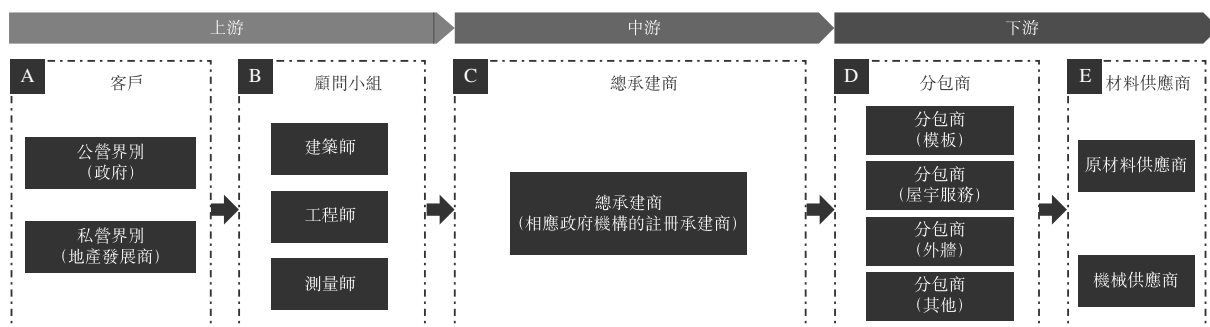 上游
中游
下游
A
客戶
公營界別
(政府)
私營界別
(地產發展商)
B
顧問小組
建築師
工程師
測量師
C
總承建商
總承建商
(相應政府機構的註冊承建商)
D
分包商
分包商
(模板)
分包商
(屋宇服務)
分包商
(外牆)
分包商
(其他)
E
材料供應商
原材料供應商
機械供應商